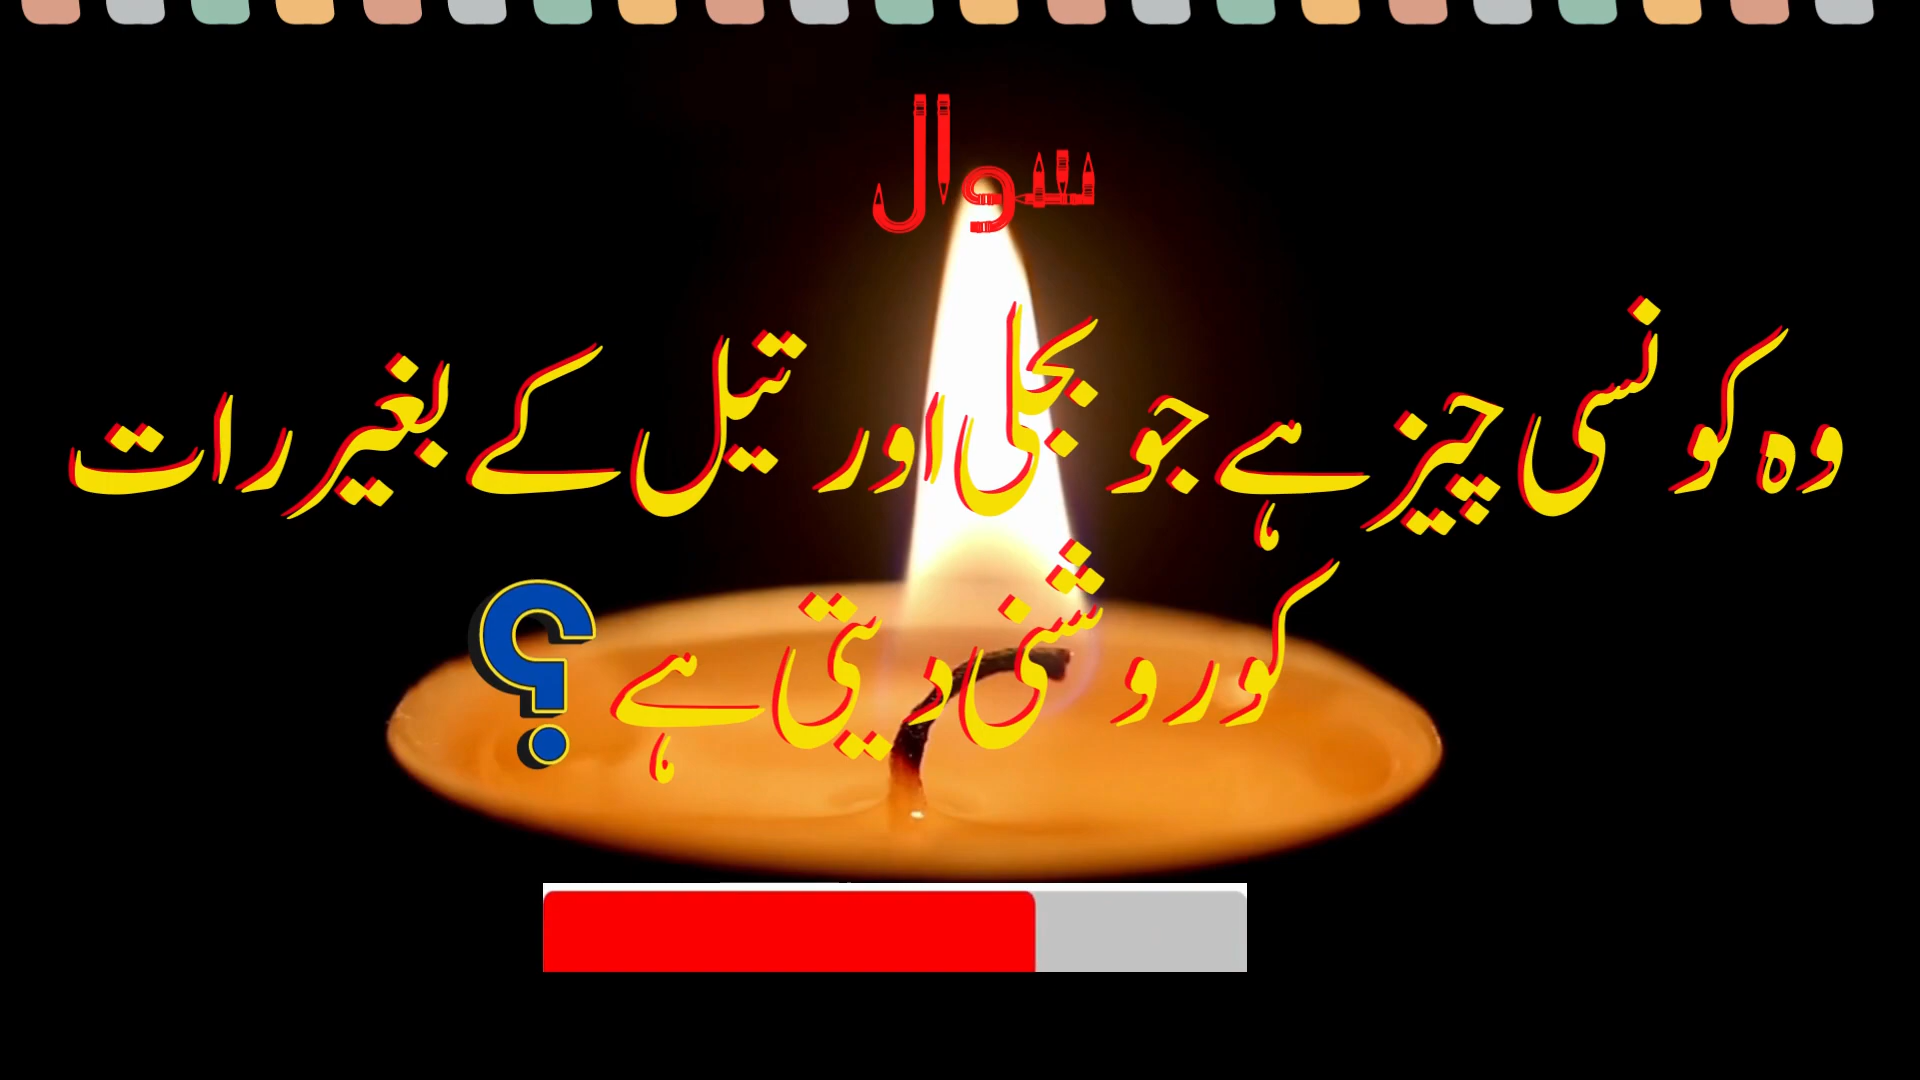 سوال
وہ کونسی چیز ہے جو بجلی اور تیل کے بغیر رات
کو روشنی دیتی ہے ؟